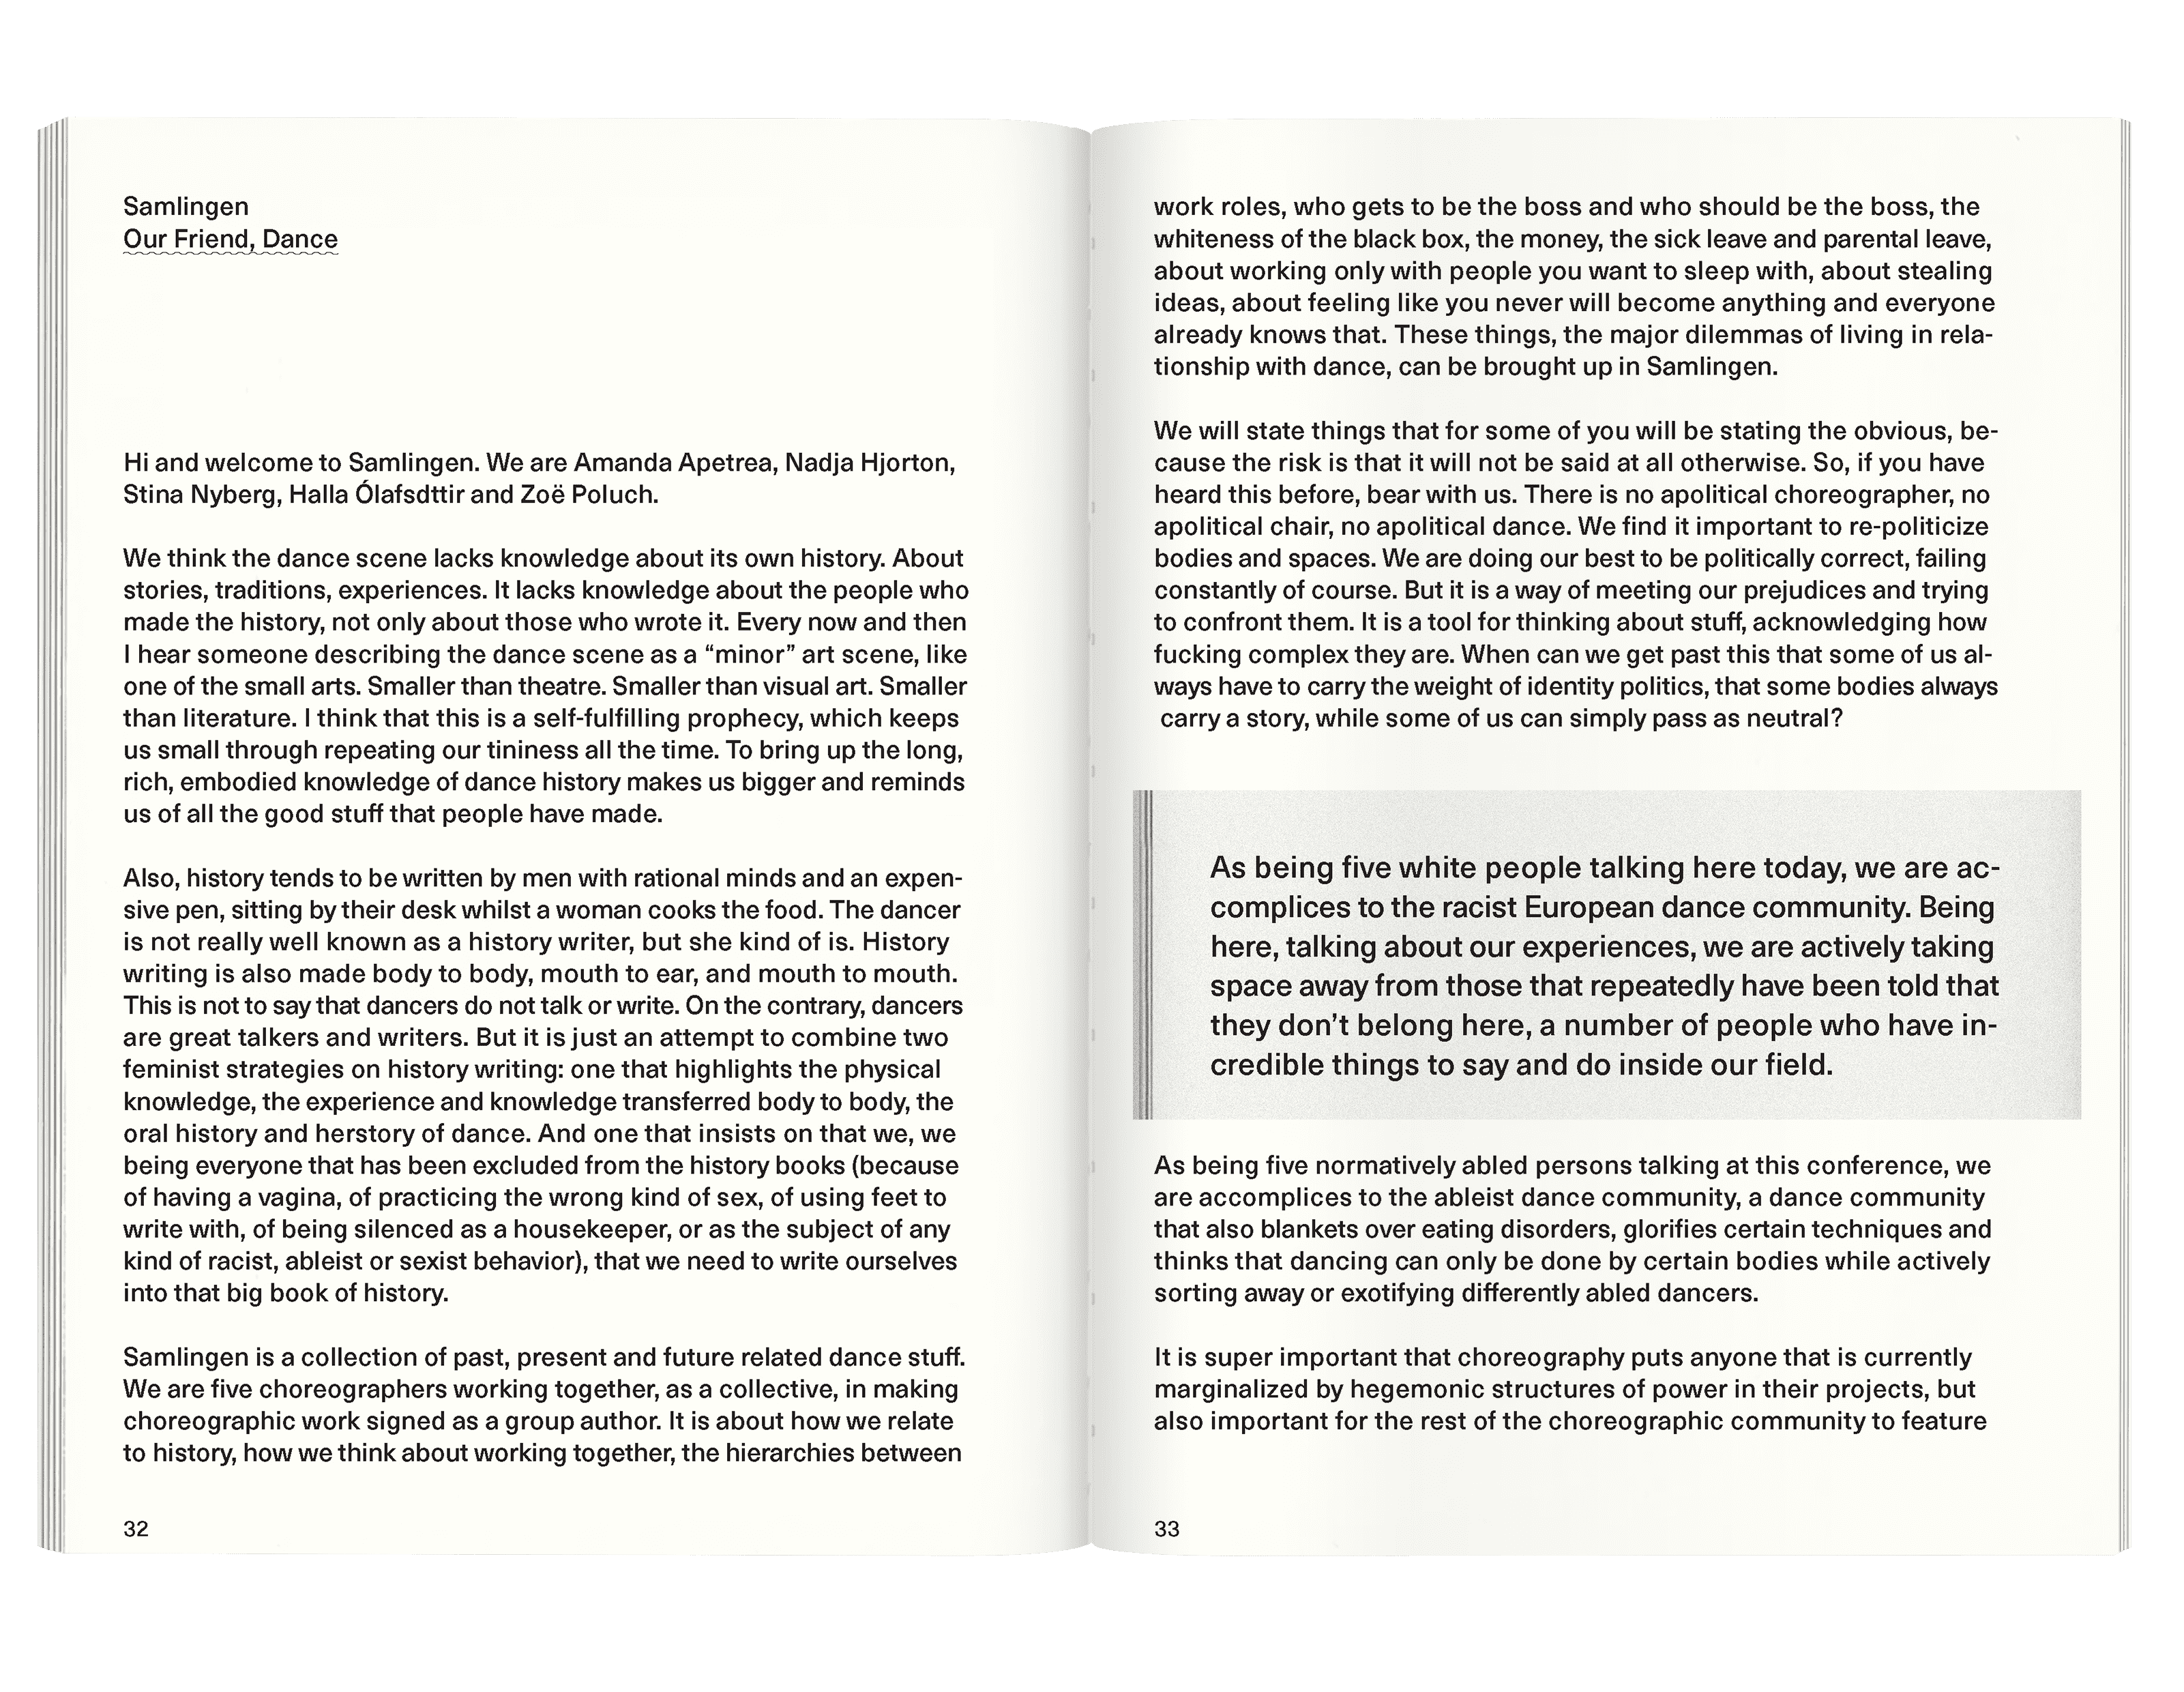 Samlingen
Our Friend, Dance
Hi and welcome to Samlingen. We are Amanda Apetrea, Nadja Hjorton,
Stina Nyberg, Halla Ólafsdttir and Zoë Poluch.
We think the dance scene lacks knowledge about its own history. About
stories, traditions, experiences. It lacks knowledge about the people who
made the history, not only about those who wrote it. Every now and then
I hear someone describing the dance scene as a “minor” art scene, like
one of the small arts. Smaller than theatre. Smaller than visual art. Smaller
than literature. I think that this is a self-fulfilling prophecy, which keeps
us small through repeating our tininess all the time. To bring up the long,
rich, embodied knowledge of dance history makes us bigger and reminds
us of all the good stuff that people have made.
Also, history tends to be written by men with rational minds and an expen-
sive pen, sitting by their desk whilst a woman cooks the food. The dancer
is not really well known as a history writer, but she kind of is. History
writing is also made body to body, mouth to ear, and mouth to mouth.
This is not to say that dancers do not talk or write. On the contrary, dancers
are great talkers and writers. But it is just an attempt to combine two
feminist strategies on history writing: one that highlights the physical
knowledge, the experience and knowledge transferred body to body, the
oral history and herstory of dance. And one that insists on that we, we
being everyone that has been excluded from the history books (because
of having a vagina, of practicing the wrong kind of sex, of using feet to
write with, of being silenced as a housekeeper, or as the subject of any
kind of racist, ableist or sexist behavior), that we need to write ourselves
into that big book of history.
Samlingen is a collection of past, present and future related dance stuff.
We are five choreographers working together, as a collective, in making
choreographic work signed as a group author. It is about how we relate
to history, how we think about working together, the hierarchies between
32
work roles, who gets to be the boss and who should be the boss, the
whiteness of the black box, the money, the sick leave and parental leave,
about working only with people you want to sleep with, about stealing
ideas, about feeling like you never will become anything and everyone
already knows that. These things, the major dilemmas of living in rela-
tionship with dance, can be brought up in Samlingen.
We will state things that for some of you will be stating the obvious, be-
cause the risk is that it will not be said at all otherwise. So, if you have
heard this before, bear with us. There is no apolitical choreographer, no
apolitical chair, no apolitical dance. We find it important to re-politicize
bodies and spaces. We are doing our best to be politically correct, failing
constantly of course. But it is a way of meeting our prejudices and trying
to confront them. It is a tool for thinking about stuff, acknowledging how
fucking complex they are. When can we get past this that some of us al-
ways have to carry the weight of identity politics, that some bodies always
carry a story, while some of us can simply pass as neutral?
As being five white people talking here today, we are ac-
complices to the racist European dance community. Being
here, talking about our experiences, we are actively taking
space away from those that repeatedly have been told that
they don’t belong here, a number of people who have in-
credible things to say and do inside our field.
As being five normatively abled persons talking at this conference, we
are accomplices to the ableist dance community, a dance community
that also blankets over eating disorders, glorifies certain techniques and
thinks that dancing can only be done by certain bodies while actively
sorting away or exotifying differently abled dancers.
It is super important that choreography puts anyone that is currently
marginalized by hegemonic structures of power in their projects, but
also important for the rest of the choreographic community to feature
33